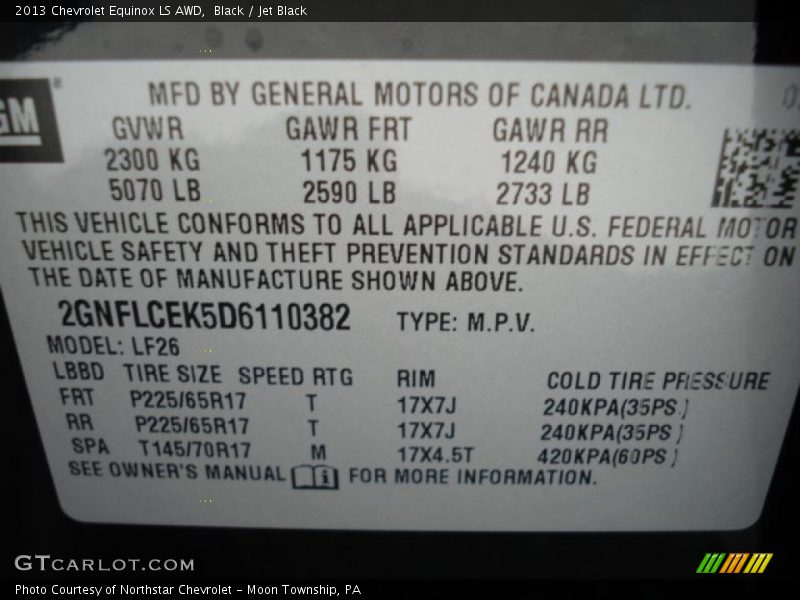 2013 Chevrolet Equinox LS AWD,  Black / Jet Black
GM®
MFD BY GENERAL MOTORS OF CANADA LTD.
GVWR GAWR FRT GAWR RR
2300 KG 1175 KG 1240 KG
5070 LB 2590 LB 2733 LB
THIS VEHICLE CONFORMS TO ALL APPLICABLE U.S. FEDERAL MOTOR
VEHICLE SAFETY AND THEFT PREVENTION STANDARDS IN EFFECT ON
THE DATE OF MANUFACTURE SHOWN ABOVE.
2GNFLCEK5D6110382 TYPE: M.P.V.
MODEL: LF26
LBBD TIRE SIZE SPEED RTG RIM COLD TIRE PRESSURE
FRT P225/65R17 T 17X7J 240KPA(35PSI)
RR P225/65R17 T 17X7J 240KPA(35PSI)
SPA T145/70R17 M 17X4.5T 420KPA(60PSI)
SEE OWNER'S MANUAL i FOR MORE INFORMATION.
GTCARLOT.COM
Photo Courtesy of Northstar Chevrolet - Moon Township, PA